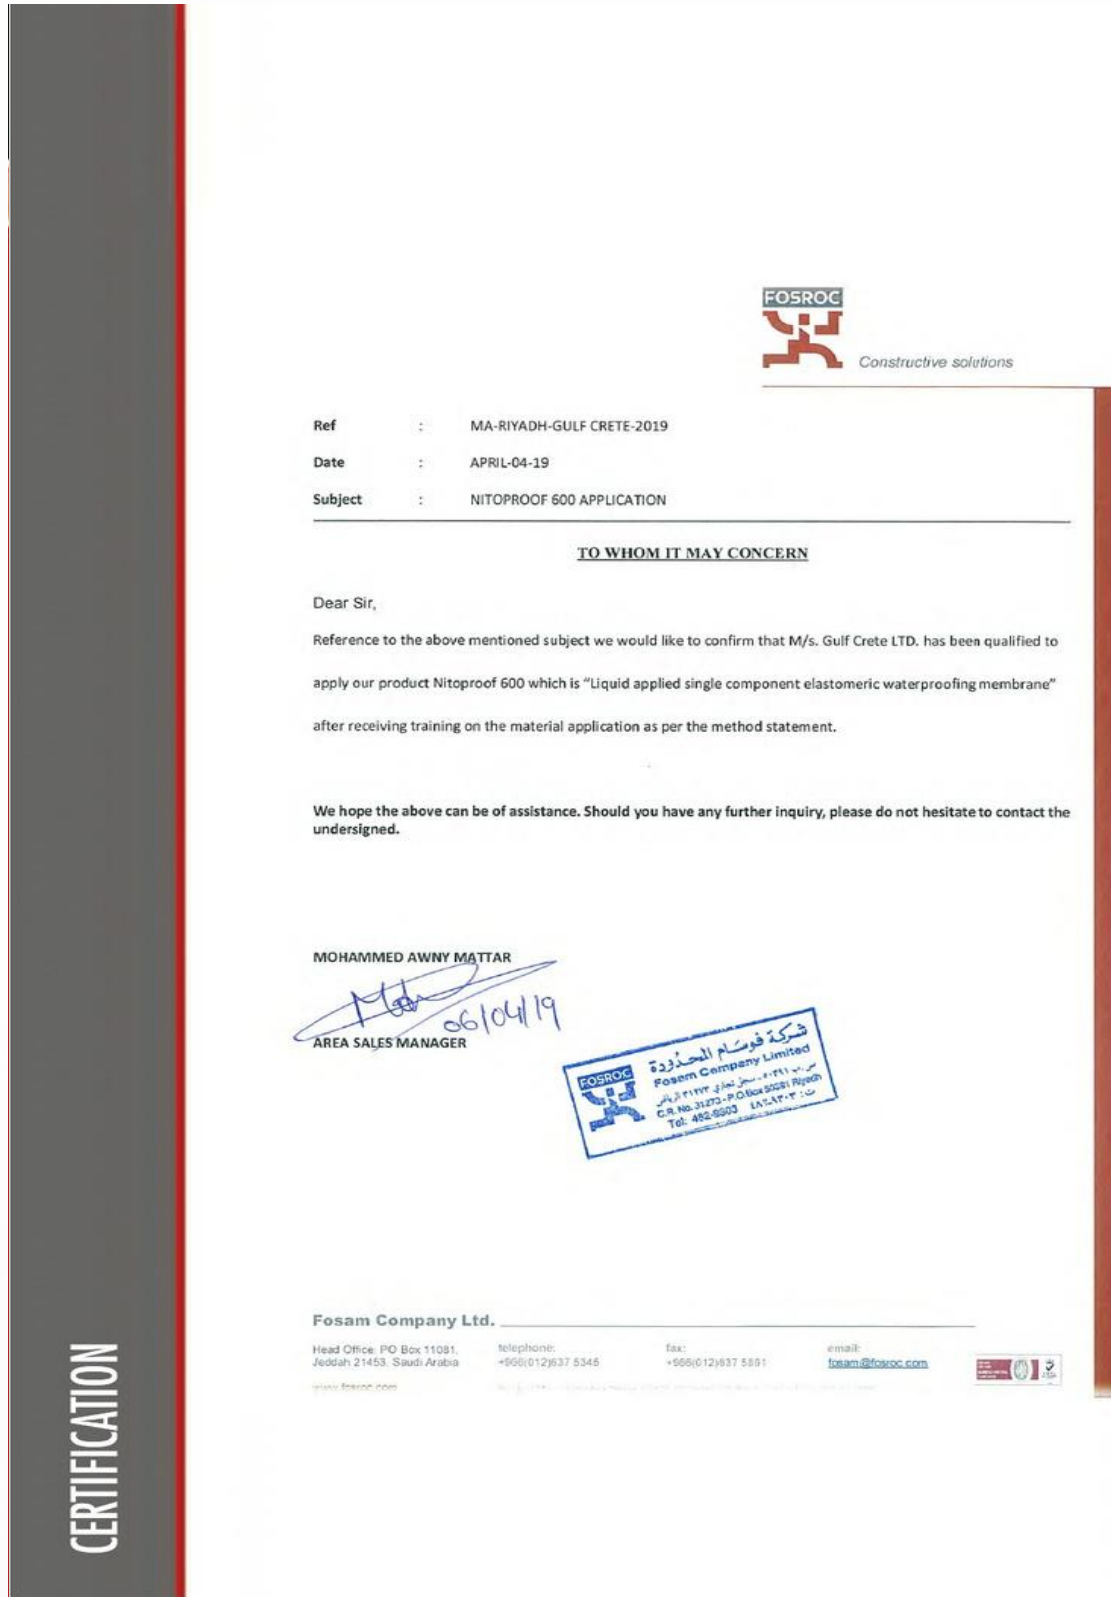 FOSROC
Constructive solutions
Ref : MA-RIYADH-GULF CRETE-2019
Date : APRIL-04-19
Subject : NITOPROOF 600 APPLICATION
TO WHOM IT MAY CONCERN
Dear Sir,
Reference to the above mentioned subject we would like to confirm that M/s. Gulf Crete LTD. has been qualified to
apply our product Nitoproof 600 which is “Liquid applied single component elastomeric waterproofing membrane”
after receiving training on the material application as per the method statement.
We hope the above can be of assistance. Should you have any further inquiry, please do not hesitate to contact the
undersigned.
MOHAMMED AWNY MATTAR
06/04/19
AREA SALES MANAGER
FOSROC
شركة فوسام المحدودة
Fosam Company Limited
C.R. No. 31273 - P.O.Box Riyadh
Tel: 482-9303
Fosam Company Ltd.
Head Office: PO Box 11081, telephone: fax: email:
Jeddah 21453, Saudi Arabia +966(012)637 5345 fosam@fosroc.com
www.fosroc.com
CERTIFICATION